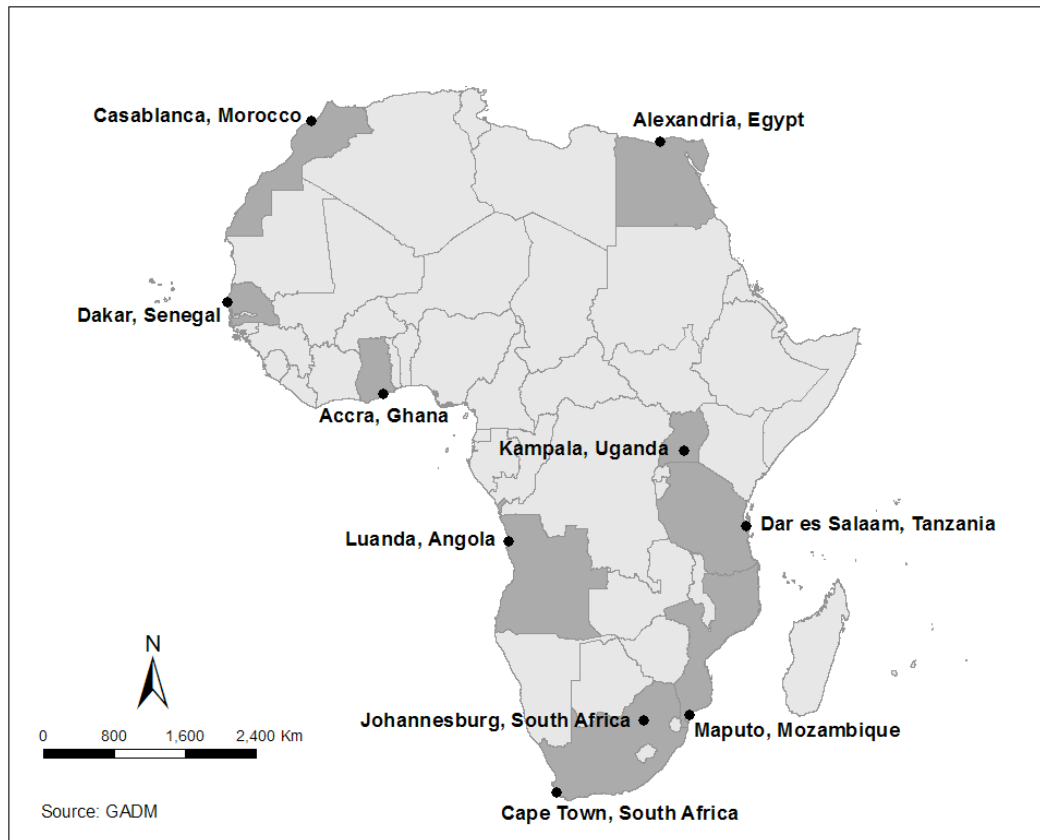 Casablanca, Morocco
Alexandria, Egypt
Dakar, Senegal
Accra, Ghana
Kampala, Uganda
Dar es Salaam, Tanzania
Luanda, Angola
N
Johannesburg, South Africa
Maputo, Mozambique
0 800 1,600 2,400 Km
Cape Town, South Africa
Source: GADM